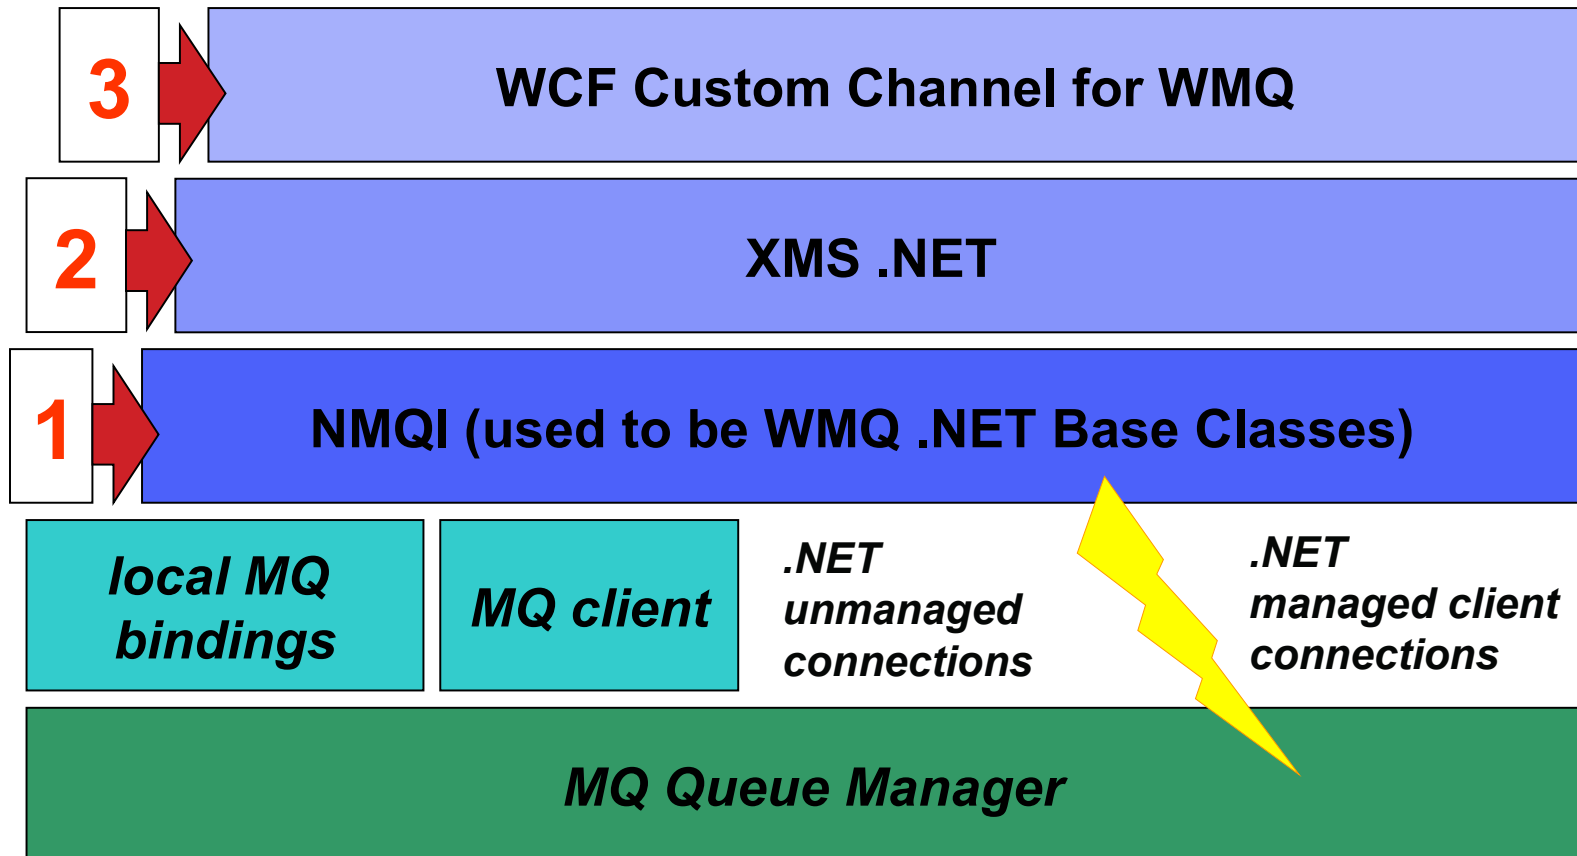 3
WCF Custom Channel for WMQ
2
XMS .NET
1
NMQI (used to be WMQ .NET Base Classes)
local MQ
bindings
MQ client
.NET
unmanaged
connections
.NET
managed client
connections
MQ Queue Manager